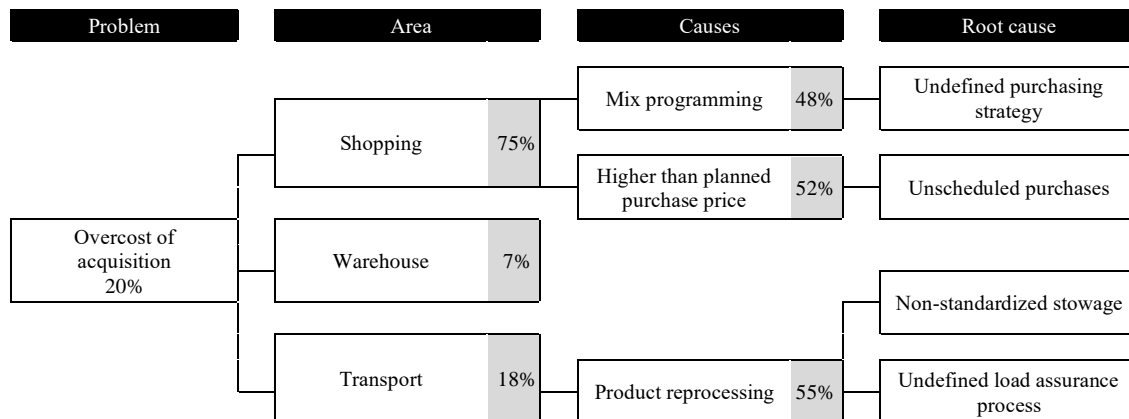 Problem
Area
Causes
Root cause
Mix programming
48%
Undefined purchasing
strategy
Shopping
75%
Higher than planned
purchase price
52%
Unscheduled purchases
Overcost of
acquisition
20%
Warehouse
7%
Non-standardized stowage
Transport
18%
Product reprocessing
55%
Undefined load assurance
process